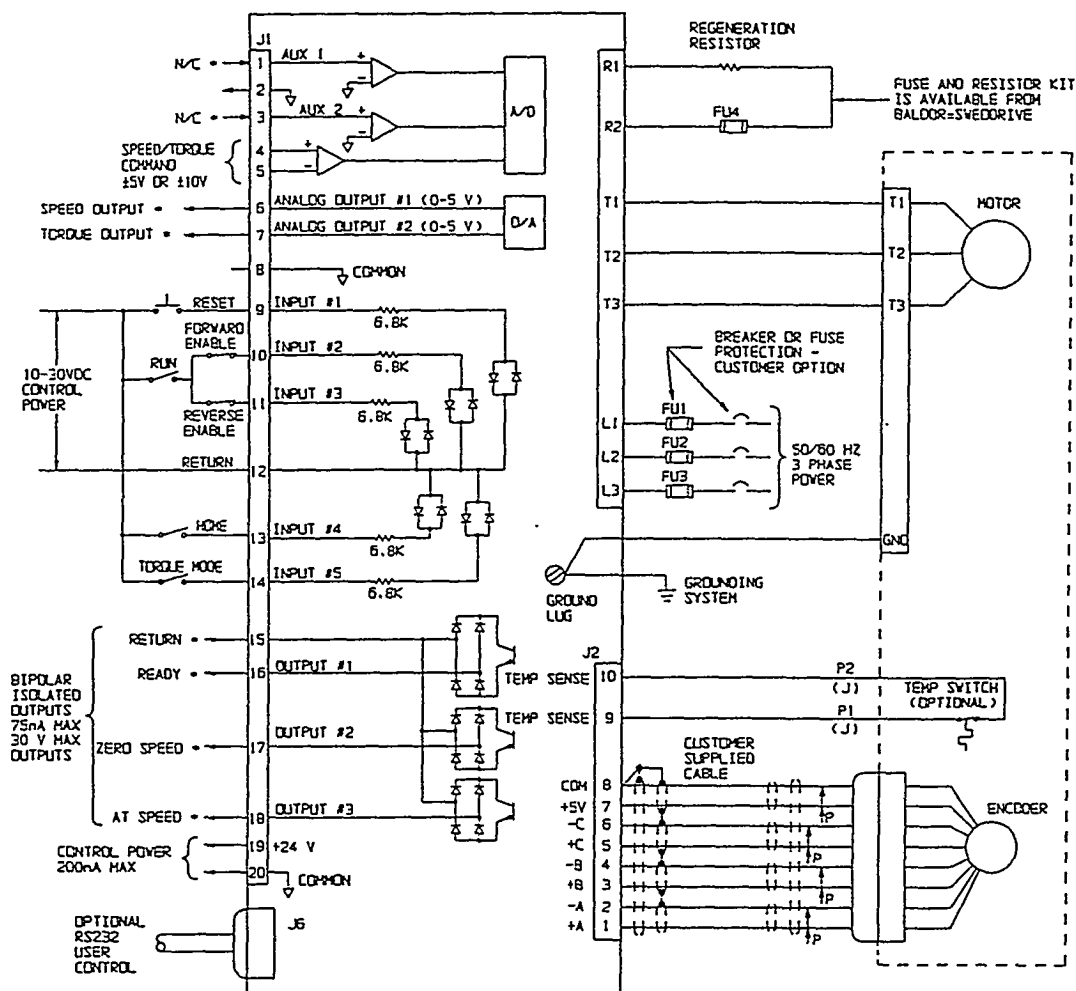 J1
N/C
1
AUX 1
+
-
2
N/C
3
AUX 2
+
-
A/D
SPEED/TORQUE
COMMAND
±5V OR ±10V
4
+
5
-
SPEED OUTPUT
6
ANALOG OUTPUT #1 (0-5 V)
TORQUE OUTPUT
7
ANALOG OUTPUT #2 (0-5 V)
D/A
8
COMMON
RESET
9
INPUT #1
6.8K
FORWARD
ENABLE
10
INPUT #2
6.8K
RUN
10-30VDC
CONTROL
POWER
11
INPUT #3
6.8K
REVERSE
ENABLE
RETURN
12
HOME
13
INPUT #4
6.8K
TORQUE MODE
14
INPUT #5
6.8K
BIPOLAR
ISOLATED
OUTPUTS
75mA MAX
30 V MAX
OUTPUTS
RETURN
15
READY
16
OUTPUT #1
ZERO SPEED
17
OUTPUT #2
AT SPEED
18
OUTPUT #3
CONTROL POWER
200mA MAX
19
+24 V
20
COMMON
OPTIONAL
RS232
USER
CONTROL
J6
REGENERATION
RESISTOR
R1
R2
FU4
FUSE AND RESISTOR KIT
IS AVAILABLE FROM
BALDOR=SWEODRIVE
T1
T1
MOTOR
T2
T2
T3
T3
BREAKER OR FUSE
PROTECTION -
CUSTOMER OPTION
L1
FU1
L2
FU2
L3
FU3
50/60 HZ
3 PHASE
POWER
GND
GROUND
LUG
GROUNDING
SYSTEM
J2
TEMP SENSE
10
P2
(J)
TEMP SWITCH
(OPTIONAL)
TEMP SENSE
9
P1
(J)
CUSTOMER
SUPPLIED
CABLE
COM 8
+5V 7
P
-C 6
+C 5
P
-B 4
+B 3
P
-A 2
+A 1
P
ENCODER